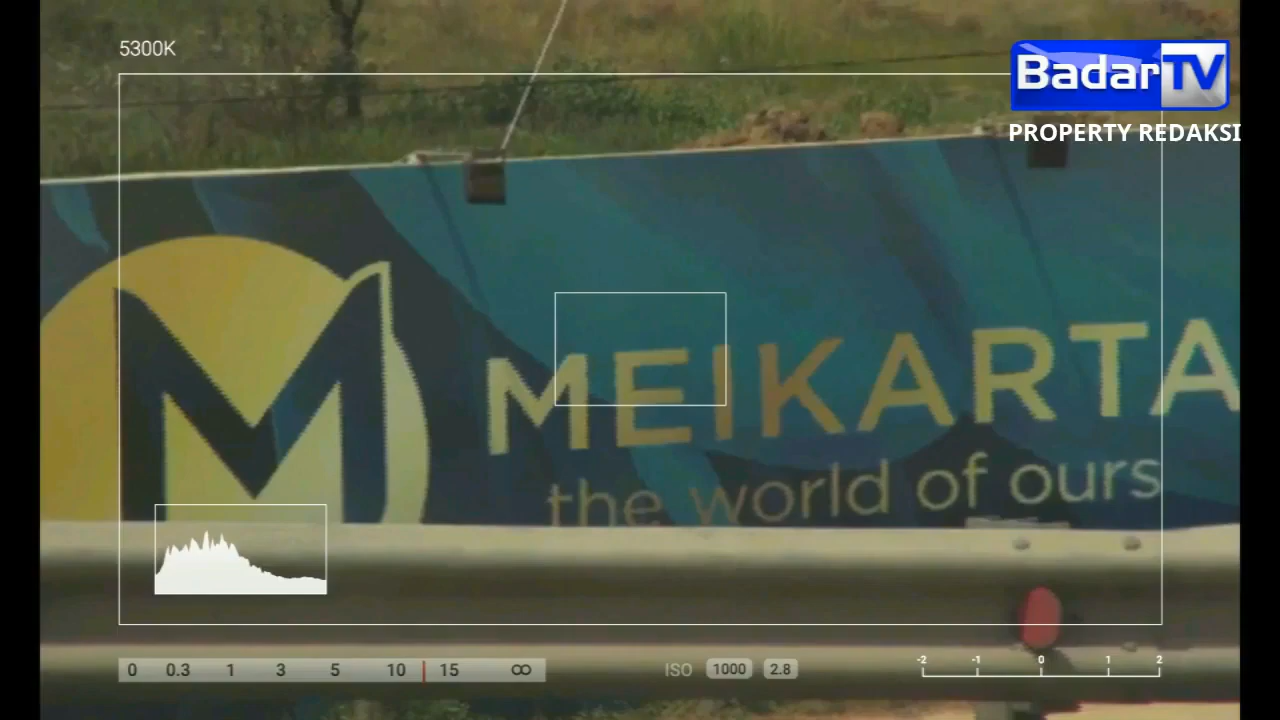 5300K
BadarTV
PROPERTY REDAKSI
M
MEIKARTA
the world of ours
0 0.3 1 3 5 10 15 ∞
ISO 1000 2.8
-2 -1 0 1 2